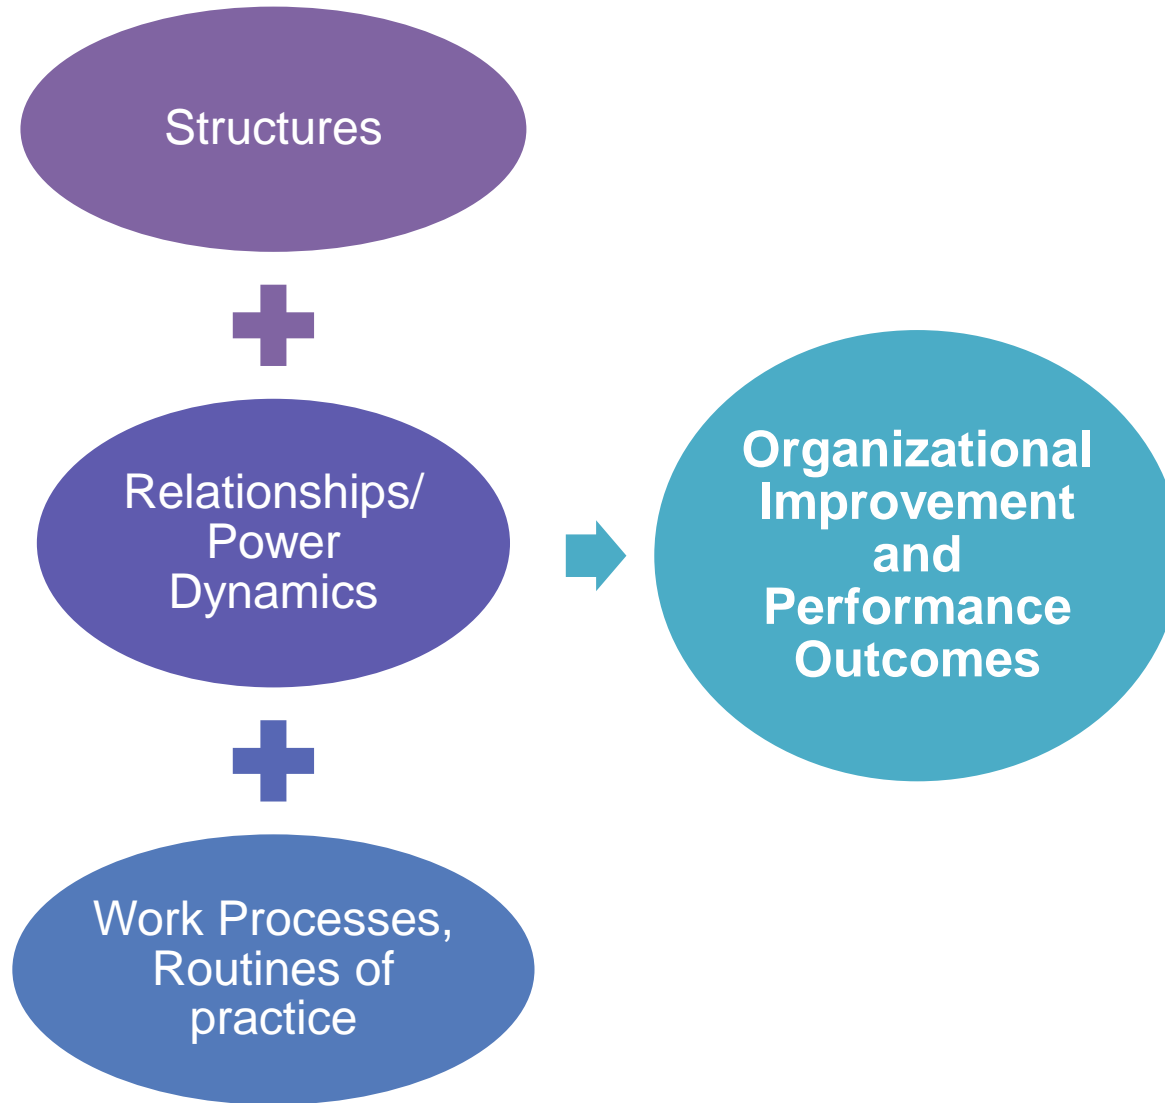 Structures
Relationships/
Power
Dynamics
Organizational
Improvement
and
Performance
Outcomes
Work Processes,
Routines of
practice